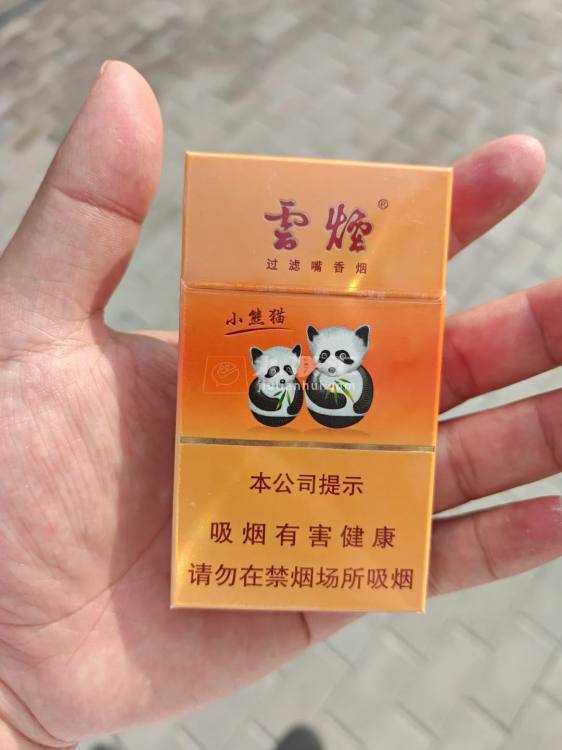 雲煙®
过滤嘴香烟
小熊猫
本公司提示
吸烟有害健康
请勿在禁烟场所吸烟